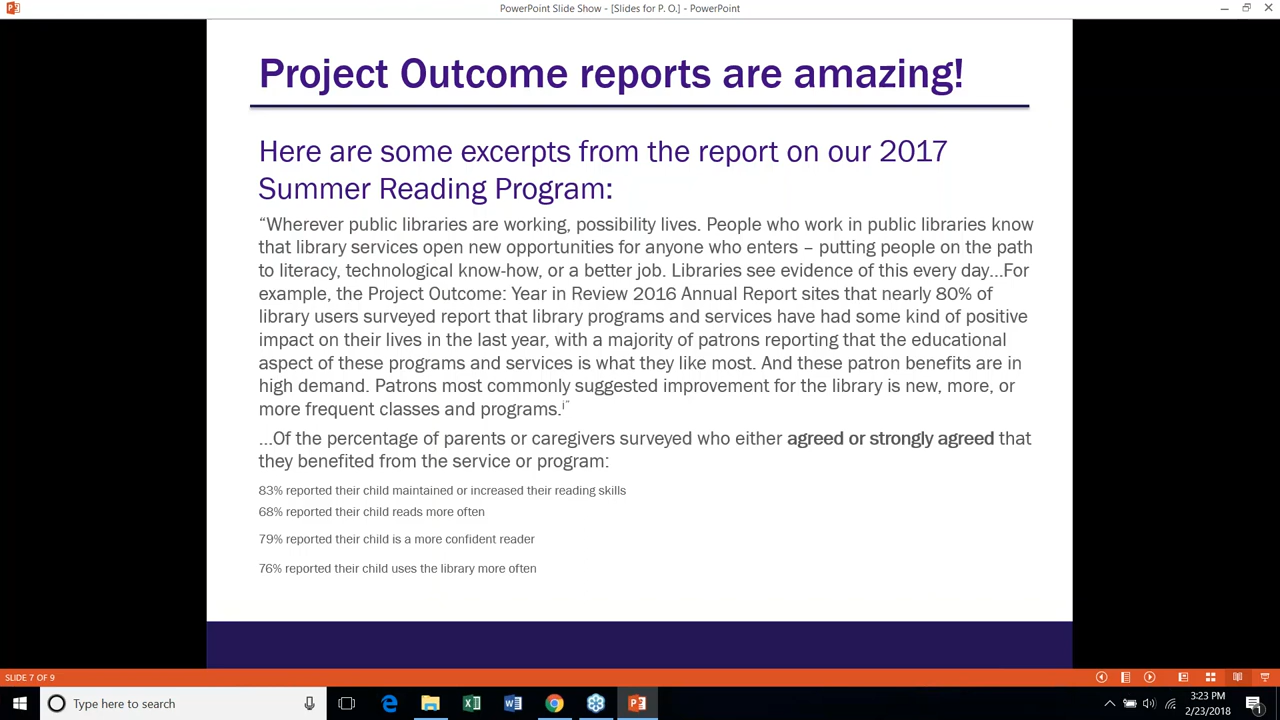 PowerPoint Slide Show - [Slides for P. O.] - PowerPoint
Project Outcome reports are amazing!
Here are some excerpts from the report on our 2017
Summer Reading Program:
“Wherever public libraries are working, possibility lives. People who work in public libraries know
that library services open new opportunities for anyone who enters – putting people on the path
to literacy, technological know-how, or a better job. Libraries see evidence of this every day...For
example, the Project Outcome: Year in Review 2016 Annual Report sites that nearly 80% of
library users surveyed report that library programs and services have had some kind of positive
impact on their lives in the last year, with a majority of patrons reporting that the educational
aspect of these programs and services is what they like most. And these patron benefits are in
high demand. Patrons most commonly suggested improvement for the library is new, more, or
more frequent classes and programs.i”
...Of the percentage of parents or caregivers surveyed who either agreed or strongly agreed that
they benefited from the service or program:
83% reported their child maintained or increased their reading skills
68% reported their child reads more often
79% reported their child is a more confident reader
76% reported their child uses the library more often
SLIDE 7 OF 9
Type here to search
3:23 PM
2/23/2018
1